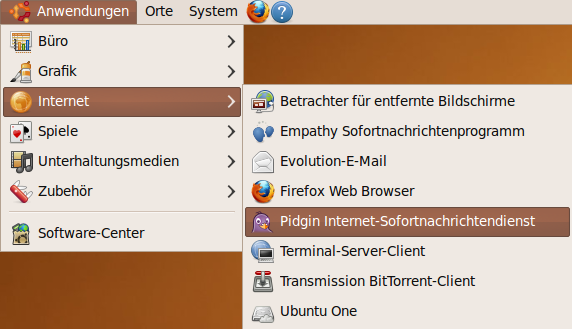 Anwendungen Orte System
Büro
Grafik
Internet
Spiele
Unterhaltungsmedien
Zubehör
Software-Center
Betrachter für entfernte Bildschirme
Empathy Sofortnachrichtenprogramm
Evolution-E-Mail
Firefox Web Browser
Pidgin Internet-Sofortnachrichtendienst
Terminal-Server-Client
Transmission BitTorrent-Client
Ubuntu One